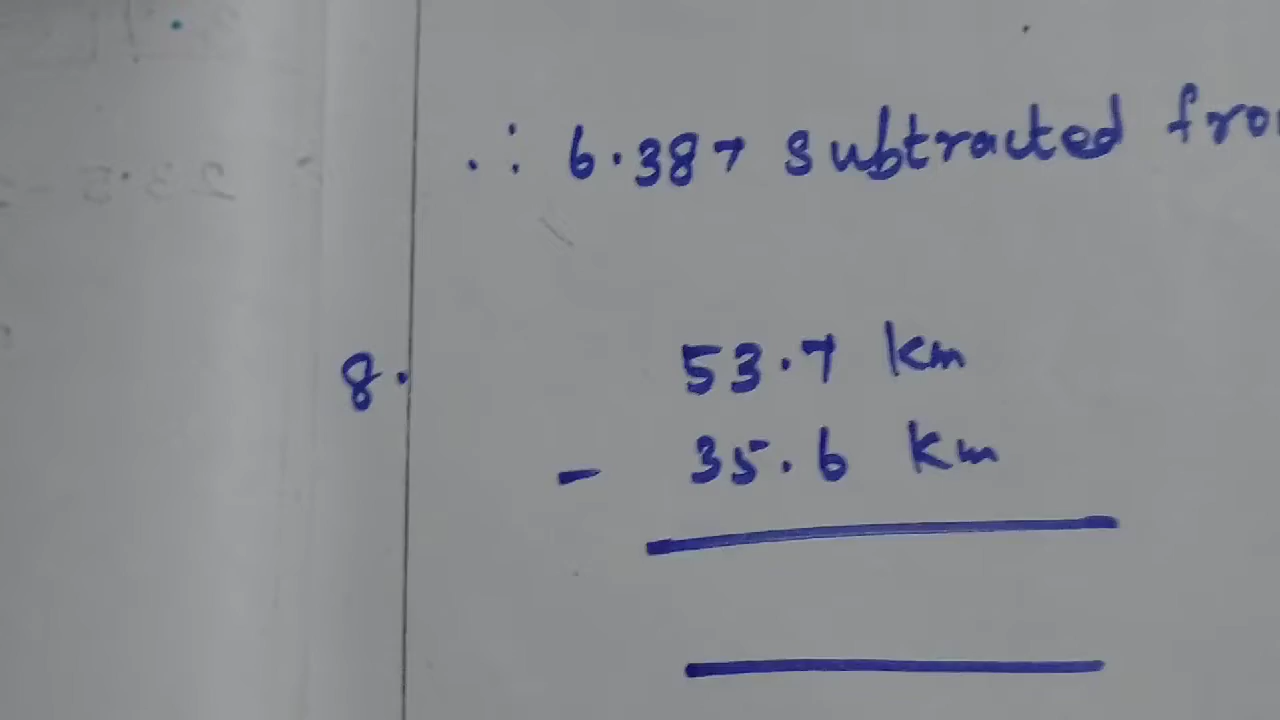 ∴ 6.387 subtracted fro
8. 53.7 km
- 35.6 km